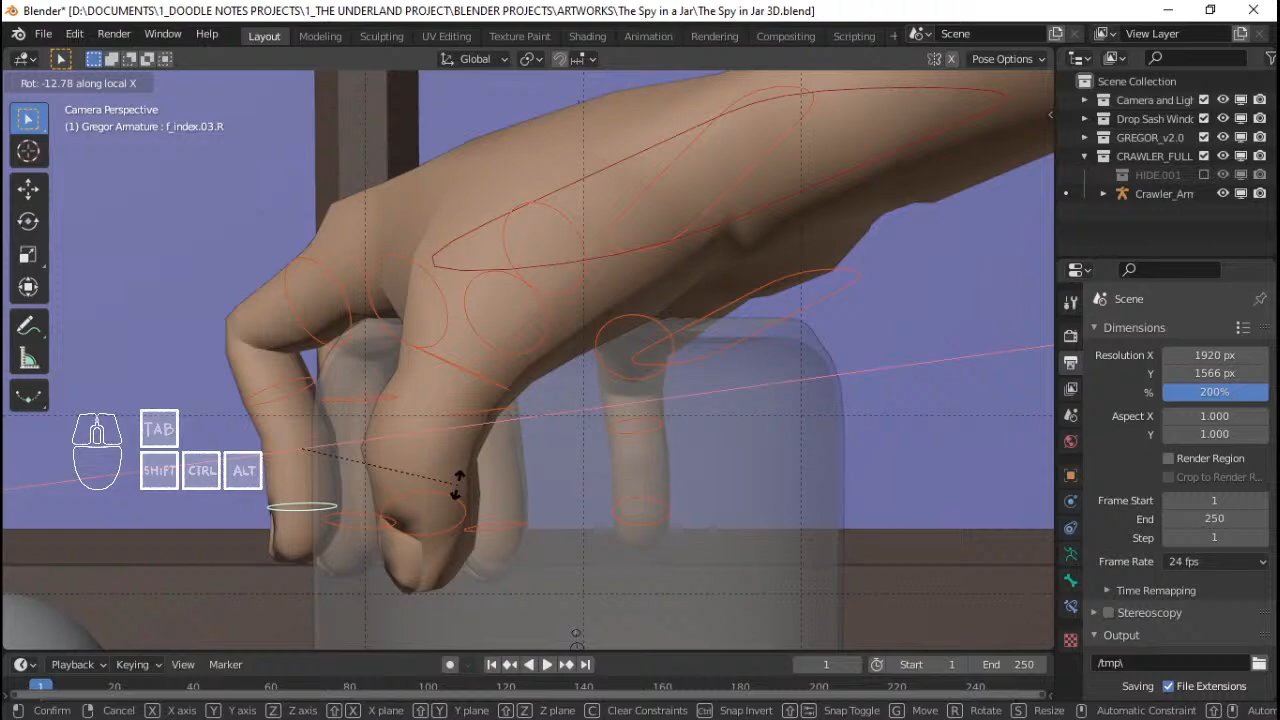 Blender* [D:\DOCUMENTS\1_DOODLE NOTES PROJECTS\1_THE UNDERLAND PROJECT\BLENDER PROJECTS\ARTWORKS\The Spy in a Jar\The Spy in Jar 3D.blend]
File Edit Render Window Help Layout Modeling Sculpting UV Editing Texture Paint Shading Animation Rendering Compositing Scripting + Scene View Layer
Global X Pose Options
Rot: -12.78 along local X
Camera Perspective
(1) Gregor Armature : f_index.03.R
Scene Collection
Camera and Ligh
Drop Sash Windo
GREGOR_v2.0
CRAWLER_FULL
HIDE.001
Crawler_Arm
Scene
Dimensions
Resolution X 1920 px
Y 1566 px
% 200%
Aspect X 1.000
Y 1.000
Render Region
Crop to Render R...
Frame Start 1
End 250
Step 1
Frame Rate 24 fps
Time Remapping
Stereoscopy
Output
/tmp\
Saving File Extensions
TAB
SHIFT CTRL ALT
Playback Keying View Marker 1 Start 1 End 250
1 20 40 60 80 100 120 140 160 180 200 220 240
Confirm Cancel X X axis Y Y axis Z Z axis X X plane Y Y plane Z Z plane C Clear Constraints Ctrl Snap Invert Snap Toggle G Move R Rotate S Resize Automatic Constraint Autom